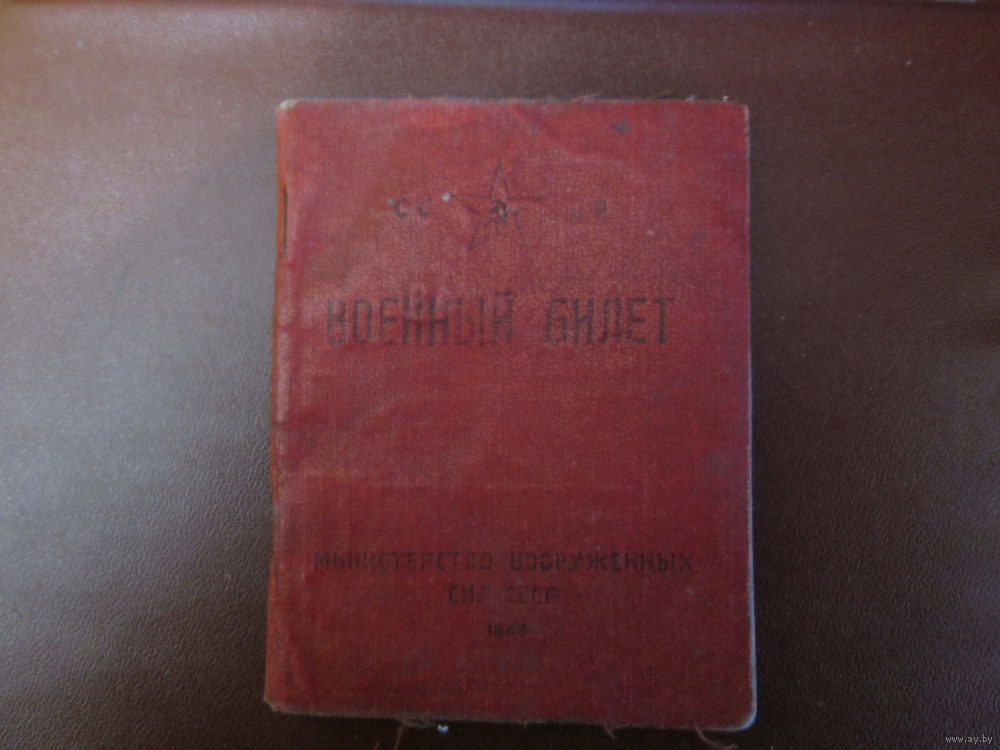 СС СР
ВОЕННЫЙ БИЛЕТ
МИНИСТЕРСТВО ВООРУЖЕННЫХ
СИЛ СССР
www.ay.by